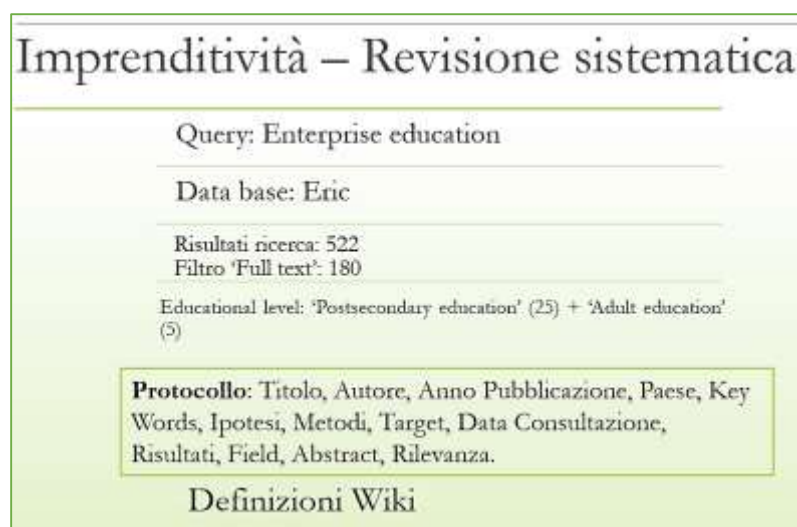 Imprenditività – Revisione sistematica
Query: Enterprise education
Data base: Eric
Risultati ricerca: 522
Filtro ‘Full text’: 180
Educational level: ‘Postsecondary education’ (25) + ‘Adult education’
(5)
Protocollo: Titolo, Autore, Anno Pubblicazione, Paese, Key
Words, Ipotesi, Metodi, Target, Data Consultazione,
Risultati, Field, Abstract, Rilevanza.
Definizioni Wiki